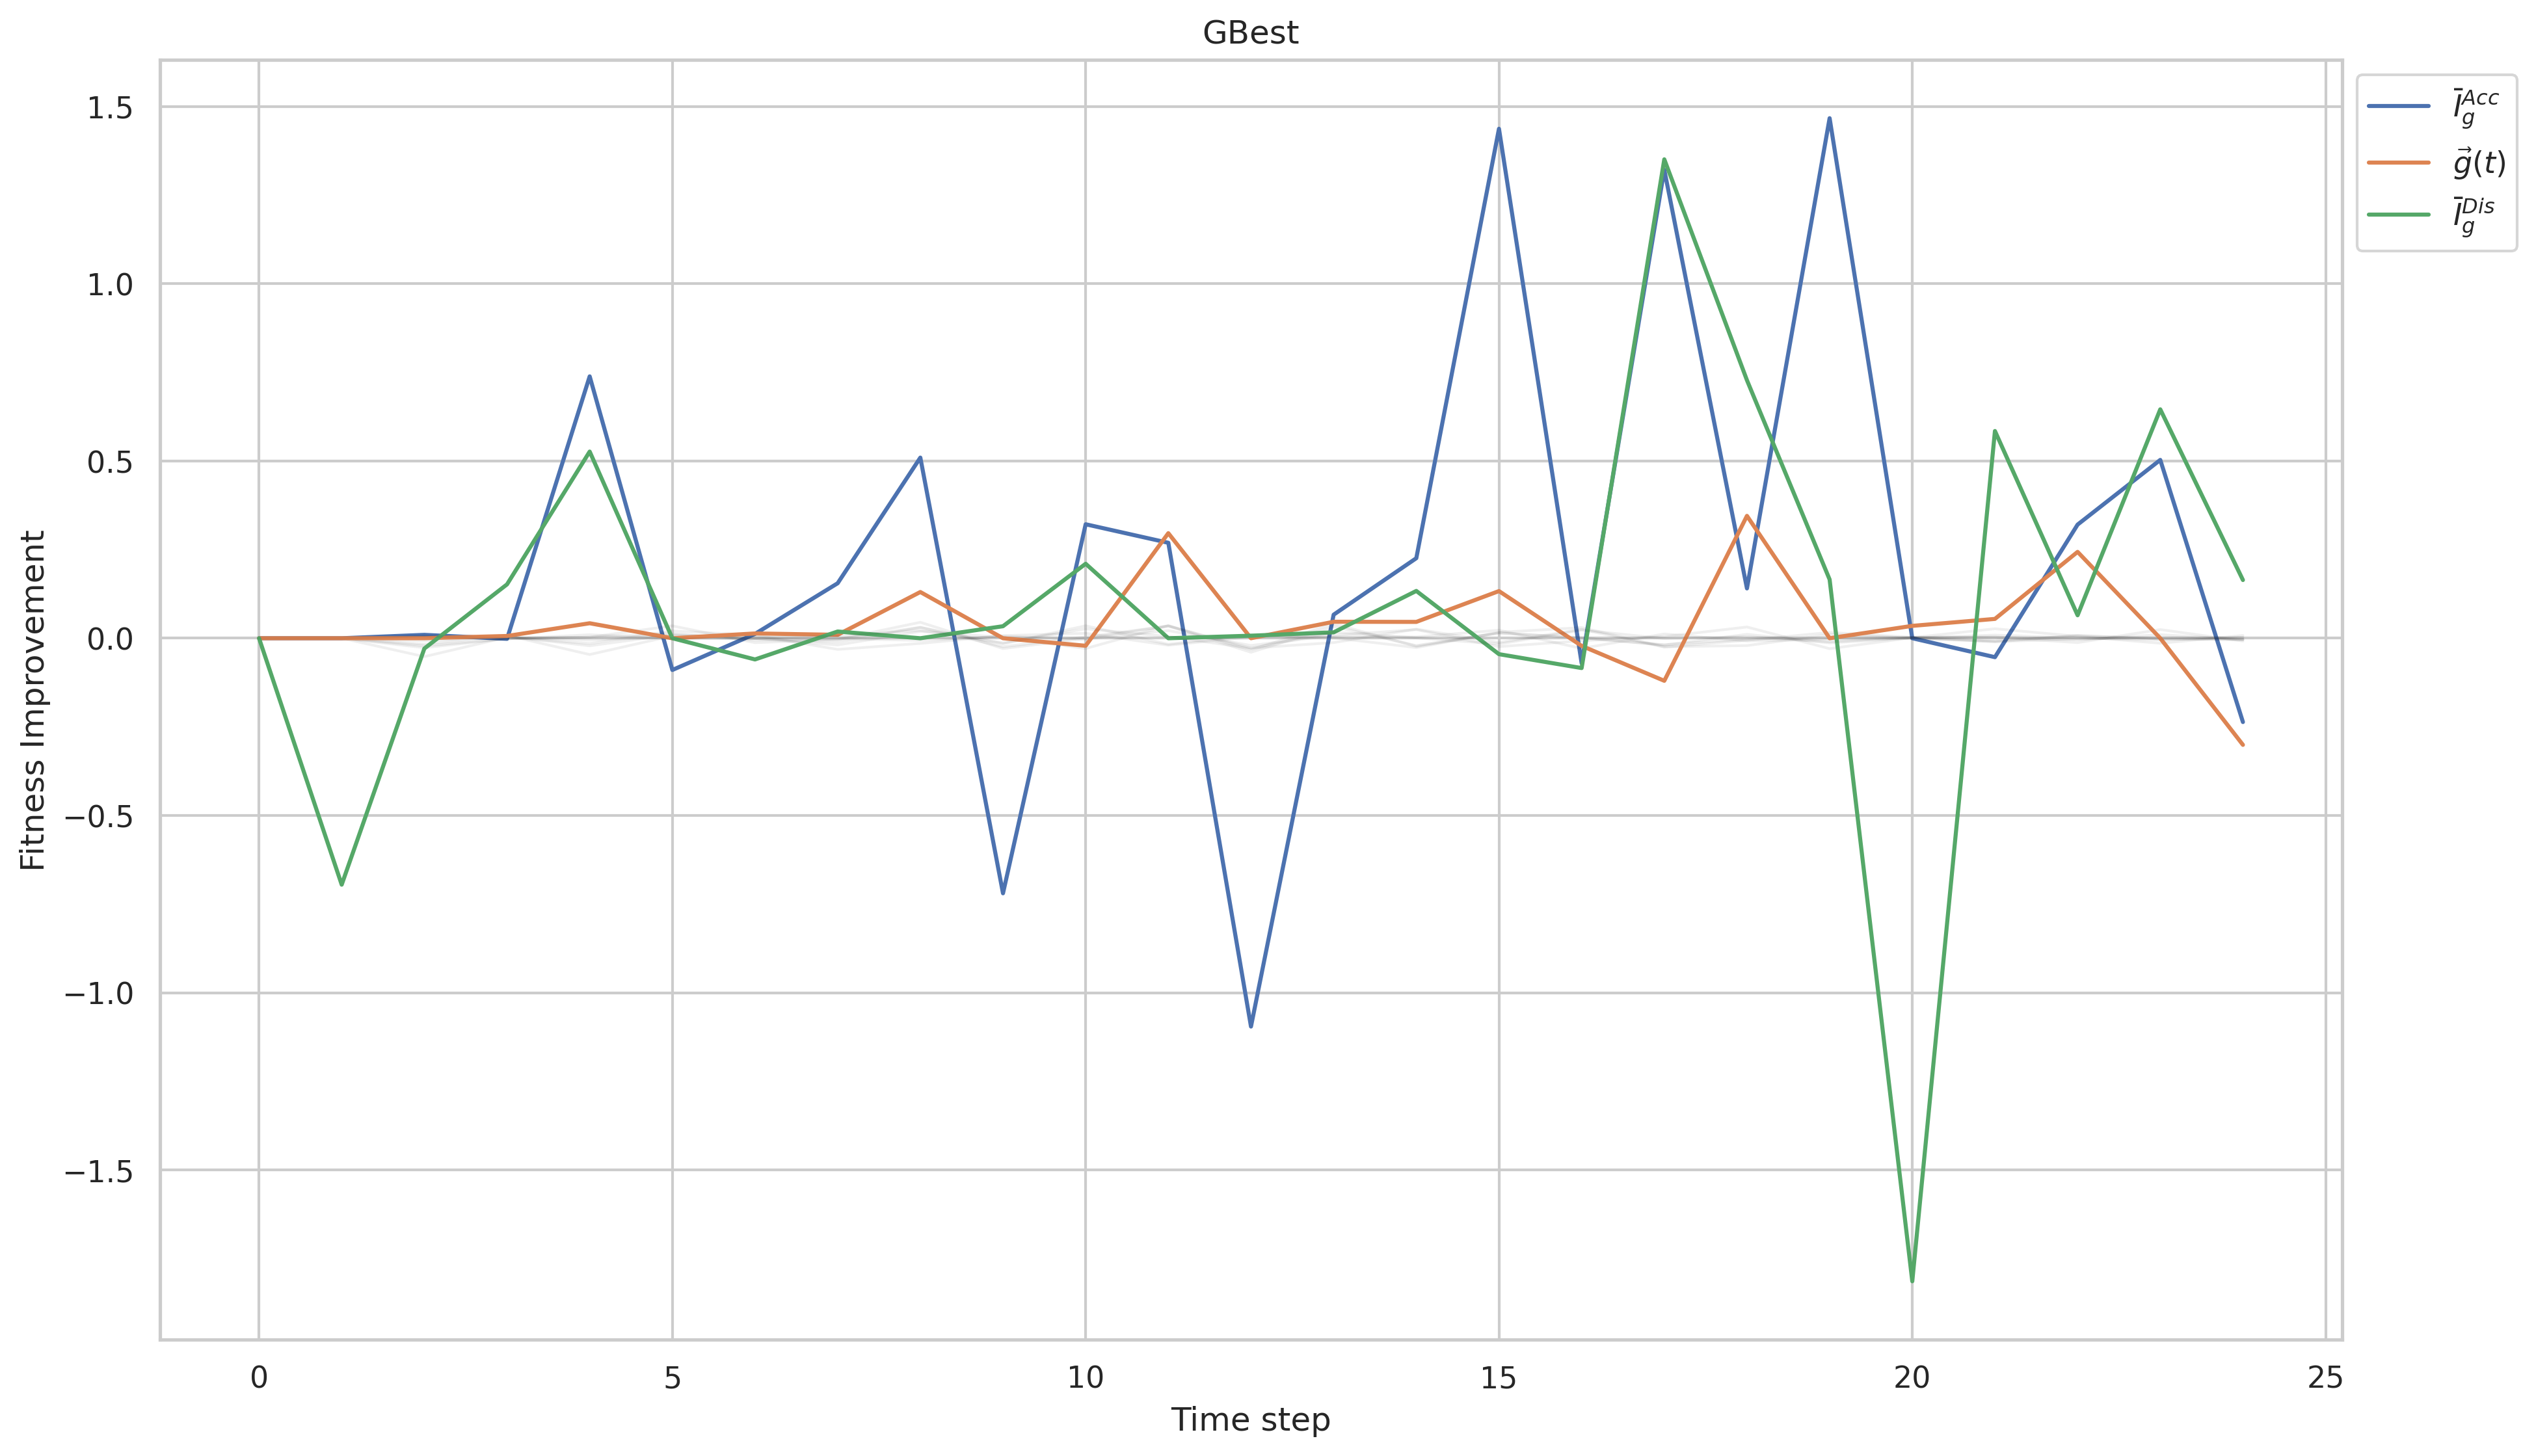 GBest
1.5
1.0
0.5
0.0
−0.5
−1.0
−1.5
Fitness Improvement
0 5 10 15 20 25
Time step
Ī_g^{Acc}
g⃗(t)
Ī_g^{Dis}